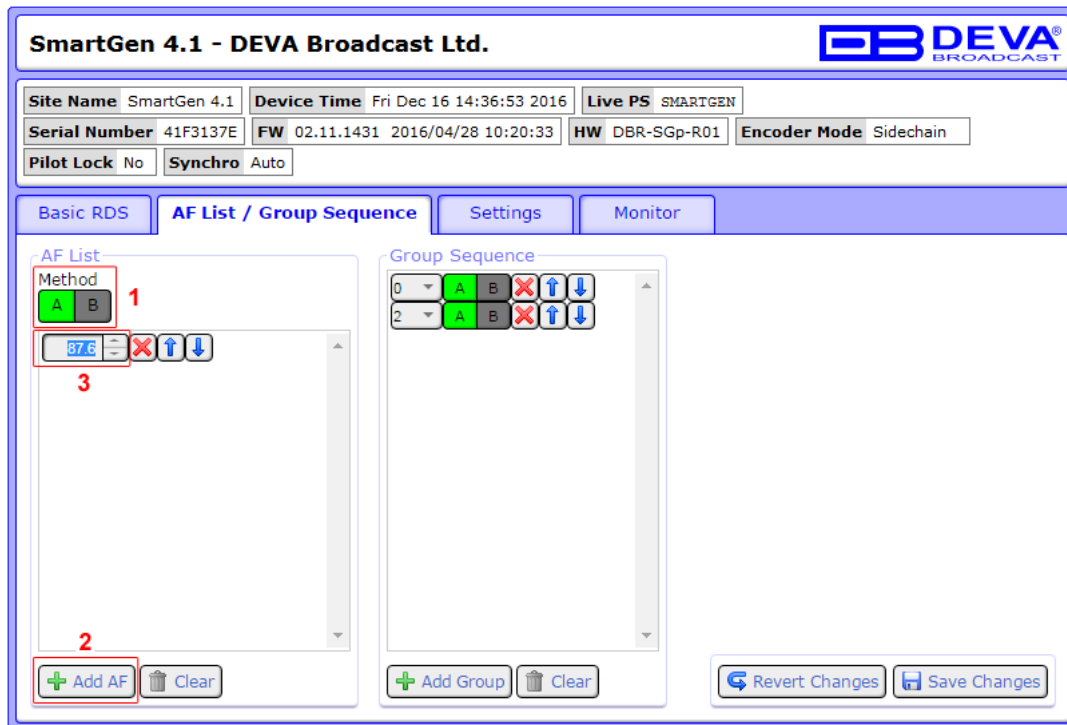 SmartGen 4.1 - DEVA Broadcast Ltd.
DEVA®
BROADCAST
Site Name SmartGen 4.1 Device Time Fri Dec 16 14:36:53 2016 Live PS SMARTGEN
Serial Number 41F3137E FW 02.11.1431 2016/04/28 10:20:33 HW DBR-SGp-R01 Encoder Mode Sidechain
Pilot Lock No Synchro Auto
Basic RDS AF List / Group Sequence Settings Monitor
AF List
Method
A B 1
87.6
3
2
Add AF Clear
Group Sequence
0 A B
2 A B
Add Group Clear
Revert Changes Save Changes